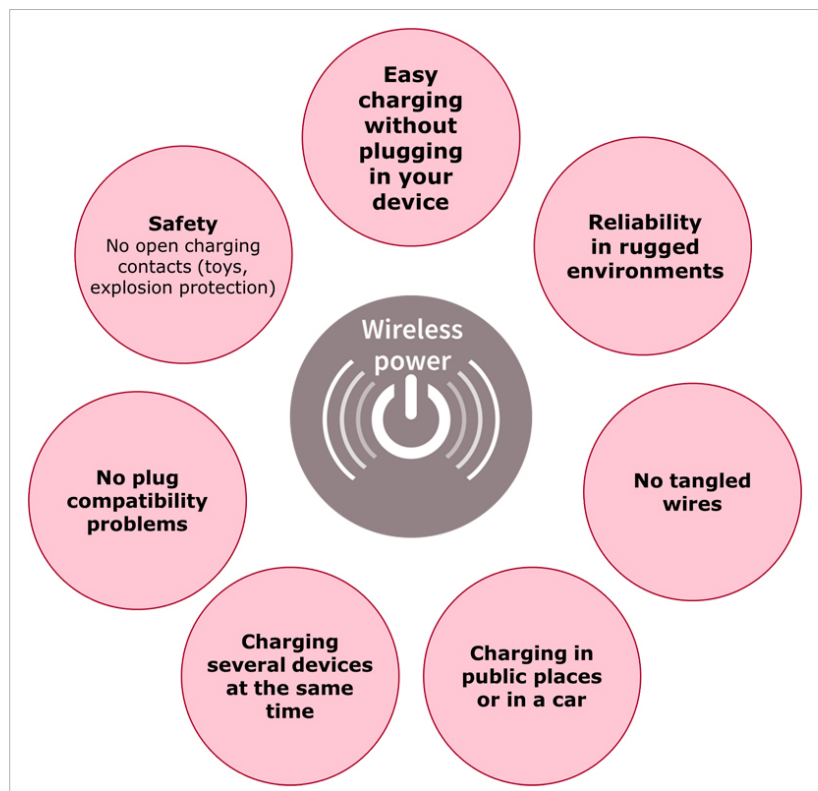 Easy
charging
without
plugging
in your
device
Reliability
in rugged
environments
No tangled
wires
Charging in
public places
or in a car
Charging
several devices
at the same
time
No plug
compatibility
problems
Safety
No open charging
contacts (toys,
explosion protection)
Wireless
power